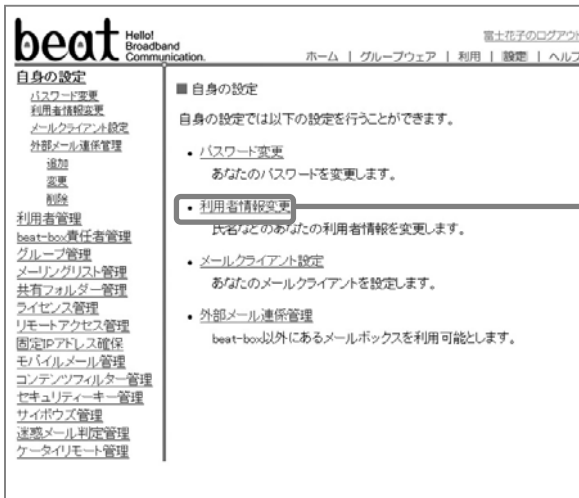 beat Hello!
Broadband
Communication.
富士花子のログアウト
ホーム | グループウェア | 利用 | 設定 | ヘルプ
自身の設定
パスワード変更
利用者情報変更
メールクライアント設定
外部メール連係管理
追加
変更
削除
利用者管理
beat-box責任者管理
グループ管理
メーリングリスト管理
共有フォルダー管理
ライセンス管理
リモートアクセス管理
固定IPアドレス確保
モバイルメール管理
コンテンツフィルター管理
セキュリティーキー管理
サイボウズ管理
迷惑メール判定管理
ケータイリモート管理
■ 自身の設定
自身の設定では以下の設定を行うことができます。
• パスワード変更
あなたのパスワードを変更します。
• 利用者情報変更
氏名などのあなたの利用者情報を変更します。
• メールクライアント設定
あなたのメールクライアントを設定します。
• 外部メール連係管理
beat-box以外にあるメールボックスを利用可能とします。